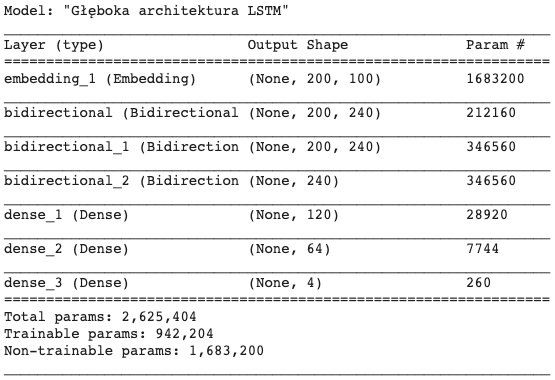 Model: "Głęboka architektura LSTM"
Layer (type) Output Shape Param #
embedding_1 (Embedding) (None, 200, 100) 1683200
bidirectional (Bidirectional (None, 200, 240) 212160
bidirectional_1 (Bidirection (None, 200, 240) 346560
bidirectional_2 (Bidirection (None, 240) 346560
dense_1 (Dense) (None, 120) 28920
dense_2 (Dense) (None, 64) 7744
dense_3 (Dense) (None, 4) 260
Total params: 2,625,404
Trainable params: 942,204
Non-trainable params: 1,683,200